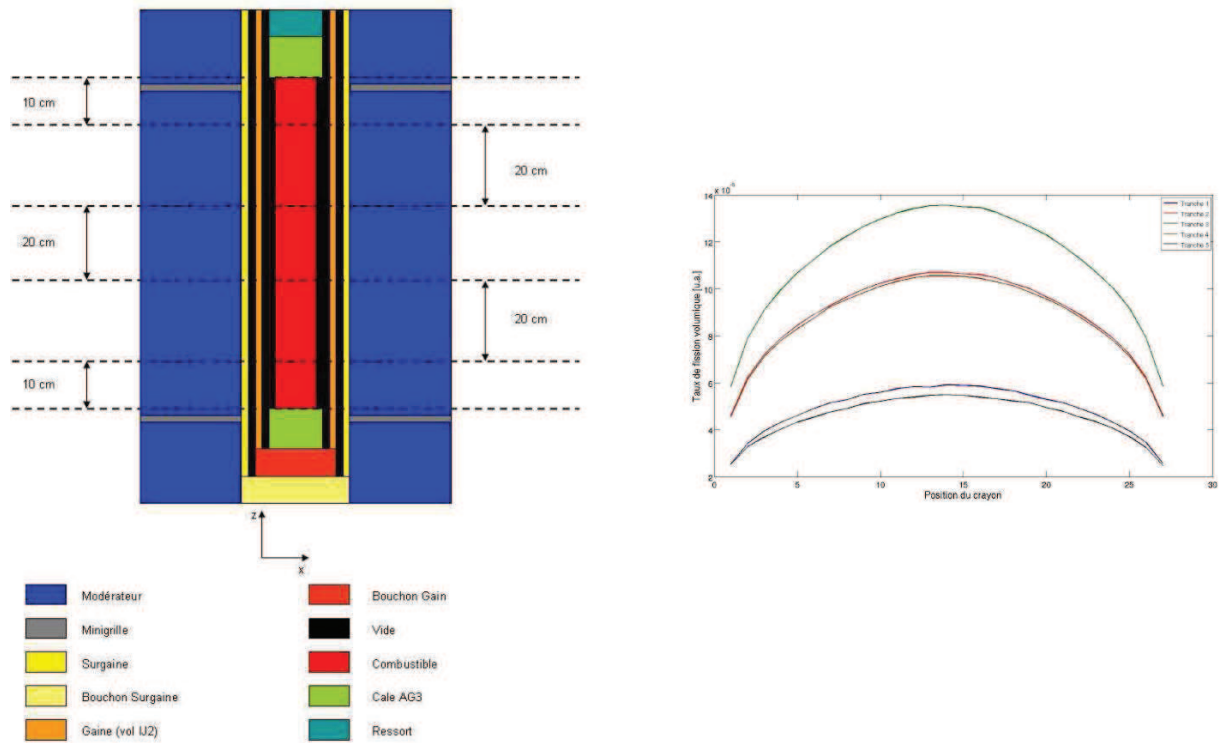 10 cm
20 cm
20 cm
20 cm
10 cm
z
x
Modérateur
Minigrille
Surgaine
Bouchon Surgaine
Gaine (vol IJ2)
Bouchon Gain
Vide
Combustible
Cale AG3
Ressort
14
12
10
8
6
4
2
0
5
10
15
20
25
30
Taux de fission volumique [u.a.]
Position du crayon
Tranche 1
Tranche 2
Tranche 3
Tranche 4
Tranche 5